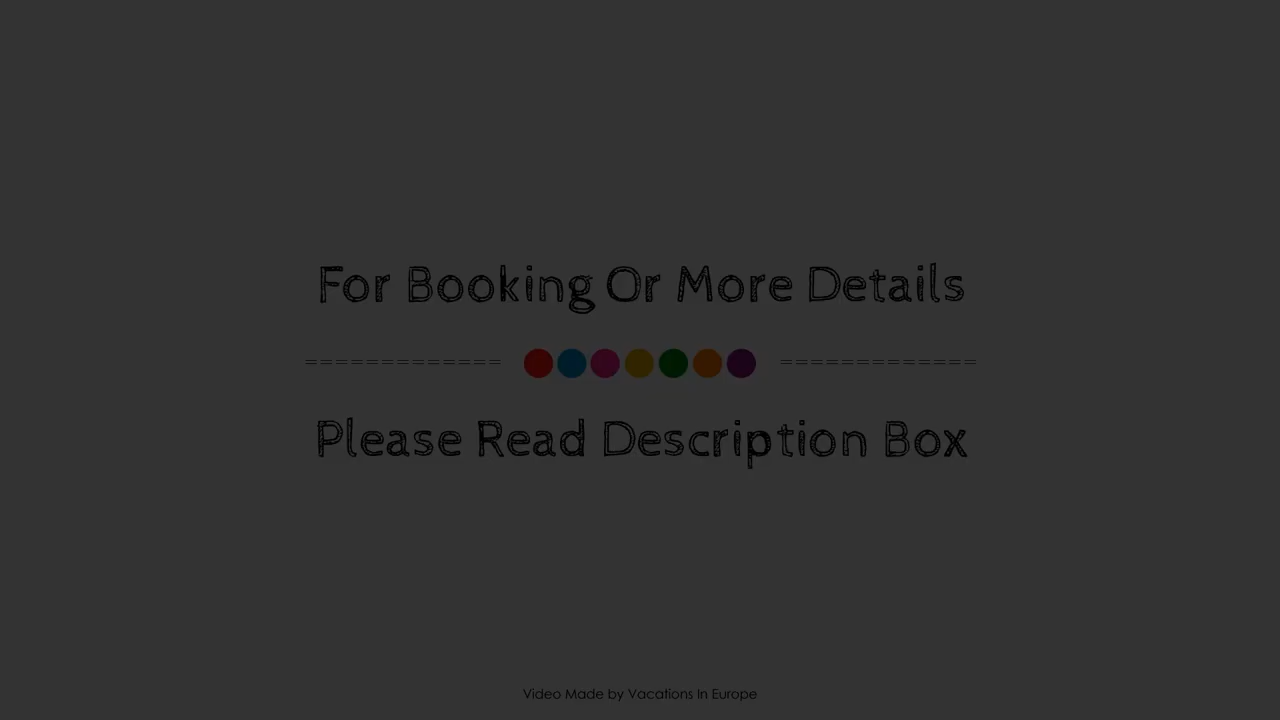 For Booking Or More Details
============= =============
Please Read Description Box
Video Made by Vacations In Europe